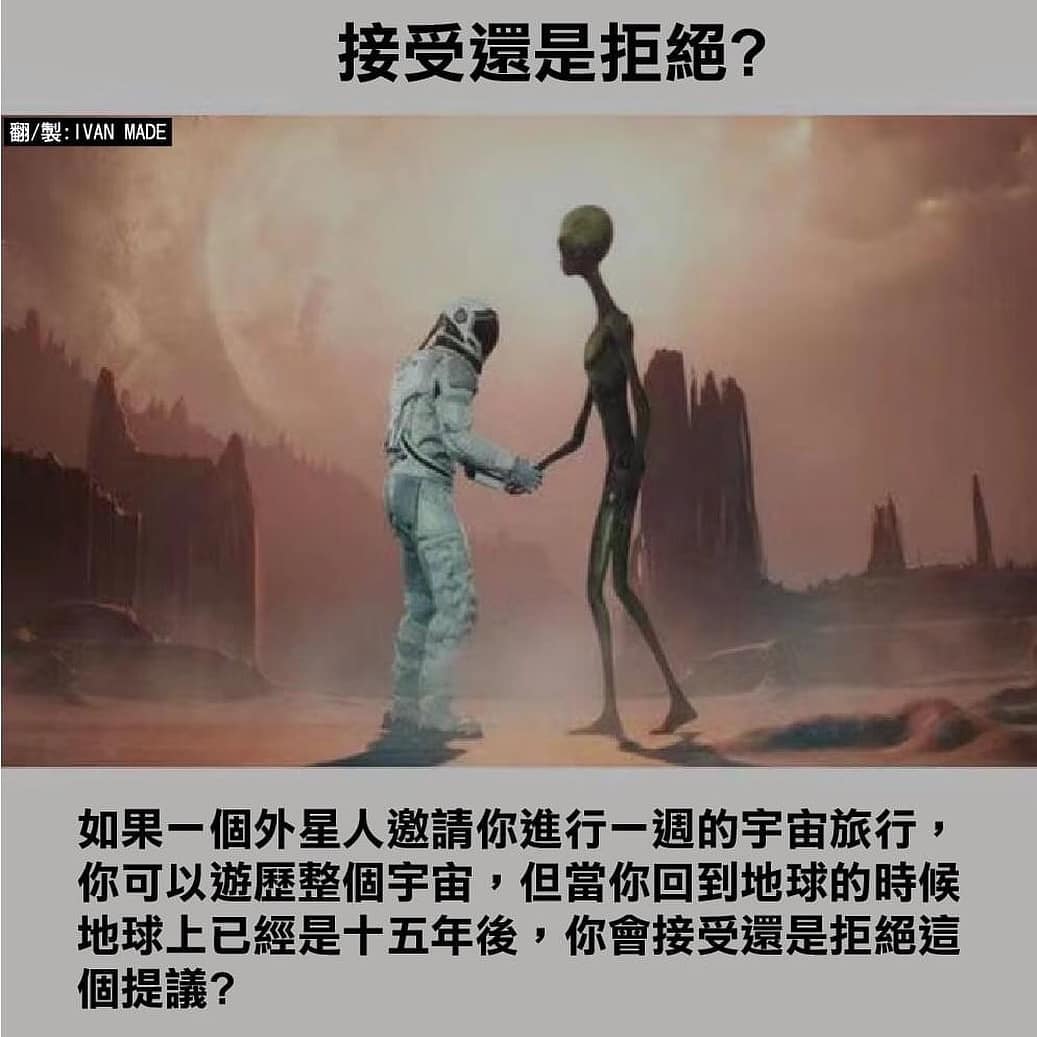 接受還是拒絕?
翻/製:IVAN MADE
如果一個外星人邀請你進行一週的宇宙旅行，
你可以遊歷整個宇宙，但當你回到地球的時候
地球上已經是十五年後，你會接受還是拒絕這
個提議?